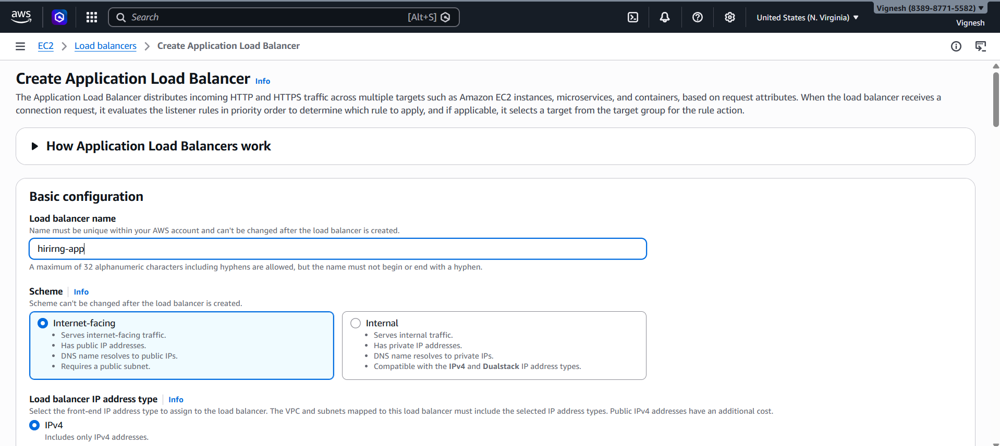 aws
Search
[Alt+S]
United States (N. Virginia)
Vignesh (8389-8771-5582)
Vignesh
EC2
Load balancers
Create Application Load Balancer
Create Application Load Balancer Info
The Application Load Balancer distributes incoming HTTP and HTTPS traffic across multiple targets such as Amazon EC2 instances, microservices, and containers, based on request attributes. When the load balancer receives a
connection request, it evaluates the listener rules in priority order to determine which rule to apply, and if applicable, it selects a target from the target group for the rule action.
How Application Load Balancers work
Basic configuration
Load balancer name
Name must be unique within your AWS account and can't be changed after the load balancer is created.
hirirng-app
A maximum of 32 alphanumeric characters including hyphens are allowed, but the name must not begin or end with a hyphen.
Scheme Info
Scheme can't be changed after the load balancer is created.
Internet-facing
• Serves internet-facing traffic.
• Has public IP addresses.
• DNS name resolves to public IPs.
• Requires a public subnet.
Internal
• Serves internal traffic.
• Has private IP addresses.
• DNS name resolves to private IPs.
• Compatible with the IPv4 and Dualstack IP address types.
Load balancer IP address type Info
Select the front-end IP address type to assign to the load balancer. The VPC and subnets mapped to this load balancer must include the selected IP address types. Public IPv4 addresses have an additional cost.
IPv4
Includes only IPv4 addresses.